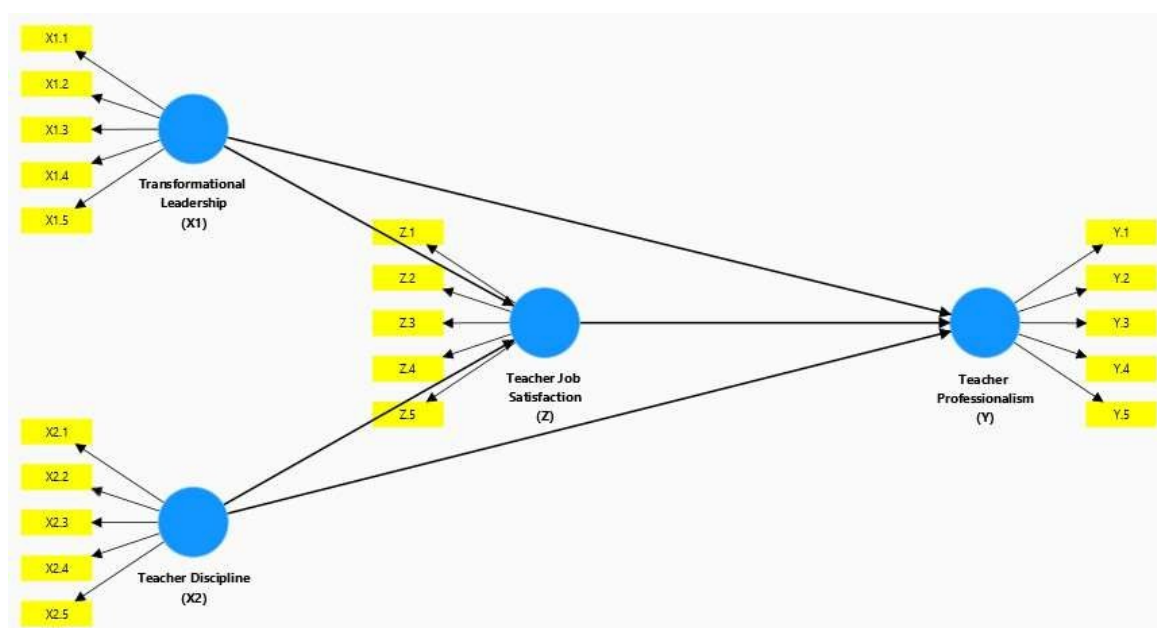 X1.1
X1.2
X1.3
X1.4
X1.5
Transformational
Leadership
(X1)
Z.1
Z.2
Z.3
Z.4
Z.5
Teacher Job
Satisfaction
(Z)
Y.1
Y.2
Y.3
Y.4
Y.5
Teacher
Professionalism
(Y)
X2.1
X2.2
X2.3
X2.4
X2.5
Teacher Discipline
(X2)